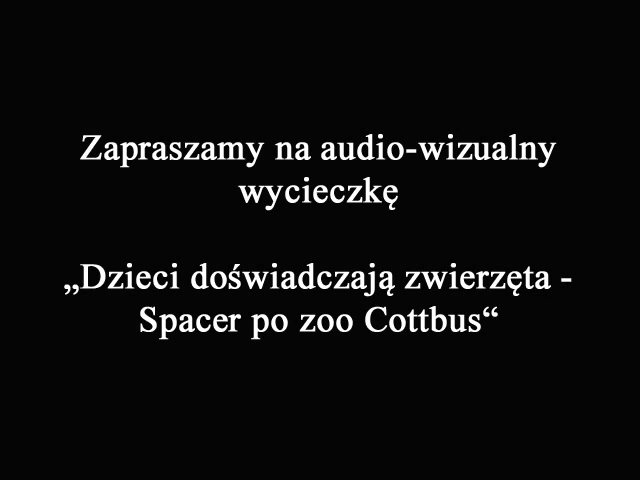 Zapraszamy na audio-wizualny
wycieczkę
„Dzieci doświadczają zwierzęta -
Spacer po zoo Cottbus“